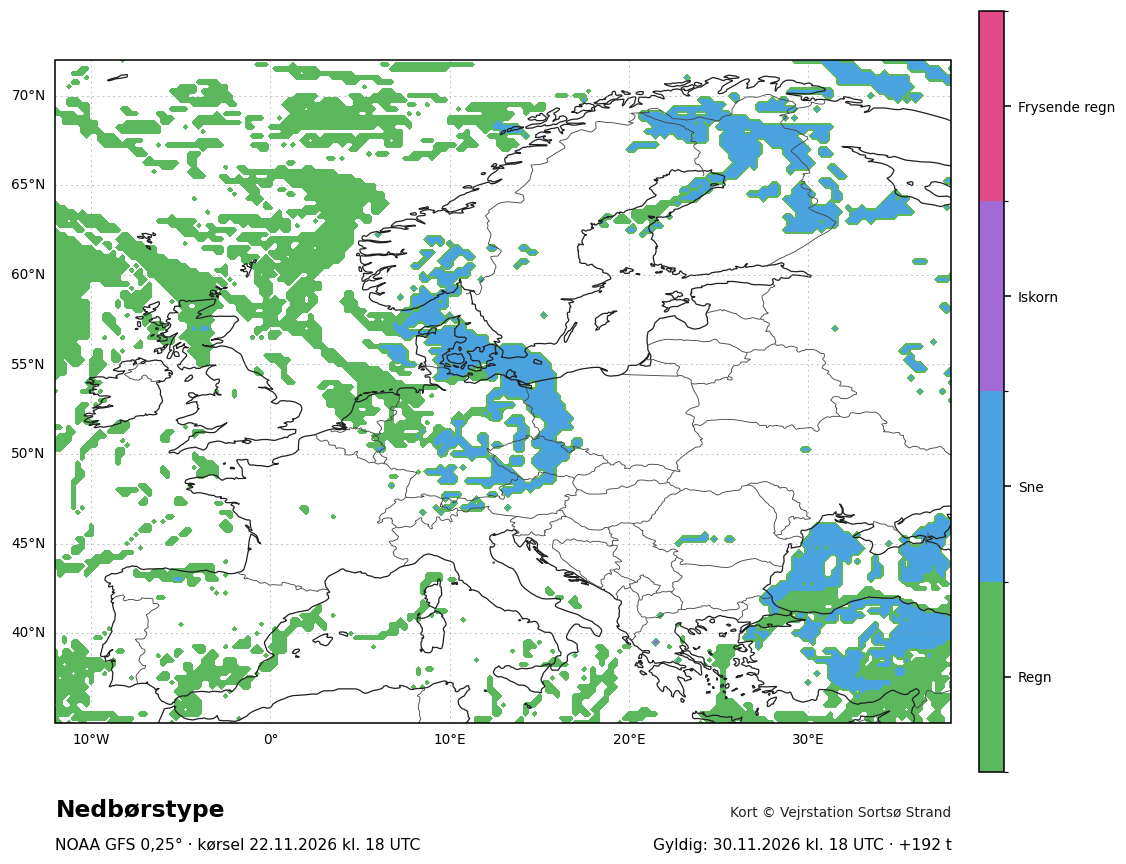 Frysende regn
Iskorn
Sne
Regn
70°N
65°N
60°N
55°N
50°N
45°N
40°N
10°W 0° 10°E 20°E 30°E
Nedbørstype
Kort © Vejrstation Sortsø Strand
NOAA GFS 0,25° · kørsel 22.11.2026 kl. 18 UTC
Gyldig: 30.11.2026 kl. 18 UTC · +192 t